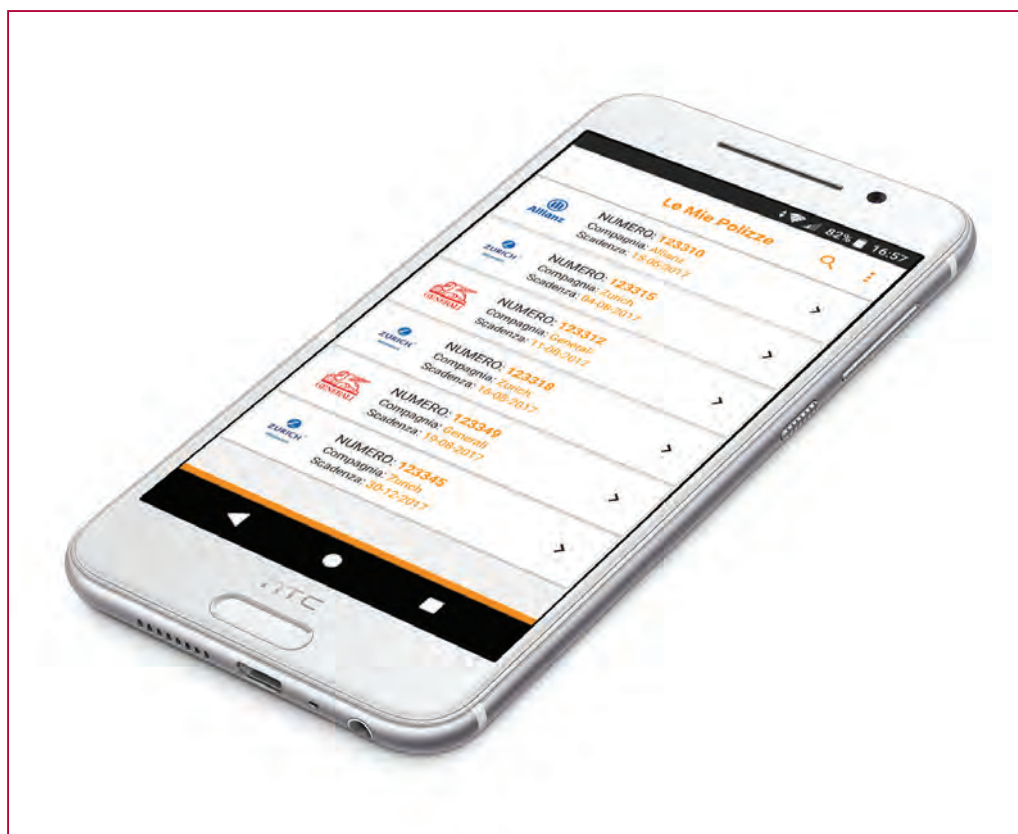 82% 16:57
Le Mie Polizze
Allianz
NUMERO: 123310
Compagnia: Allianz
Scadenza: 15-05-2017
ZURICH
NUMERO: 123315
Compagnia: Zurich
Scadenza: 04-08-2017
GENERALI
NUMERO: 123312
Compagnia: Generali
Scadenza: 11-08-2017
ZURICH
NUMERO: 123319
Compagnia: Zurich
Scadenza: 16-08-2017
GENERALI
NUMERO: 123349
Compagnia: Generali
Scadenza: 19-08-2017
ZURICH
NUMERO: 123345
Compagnia: Zurich
Scadenza: 30-12-2017
hTC